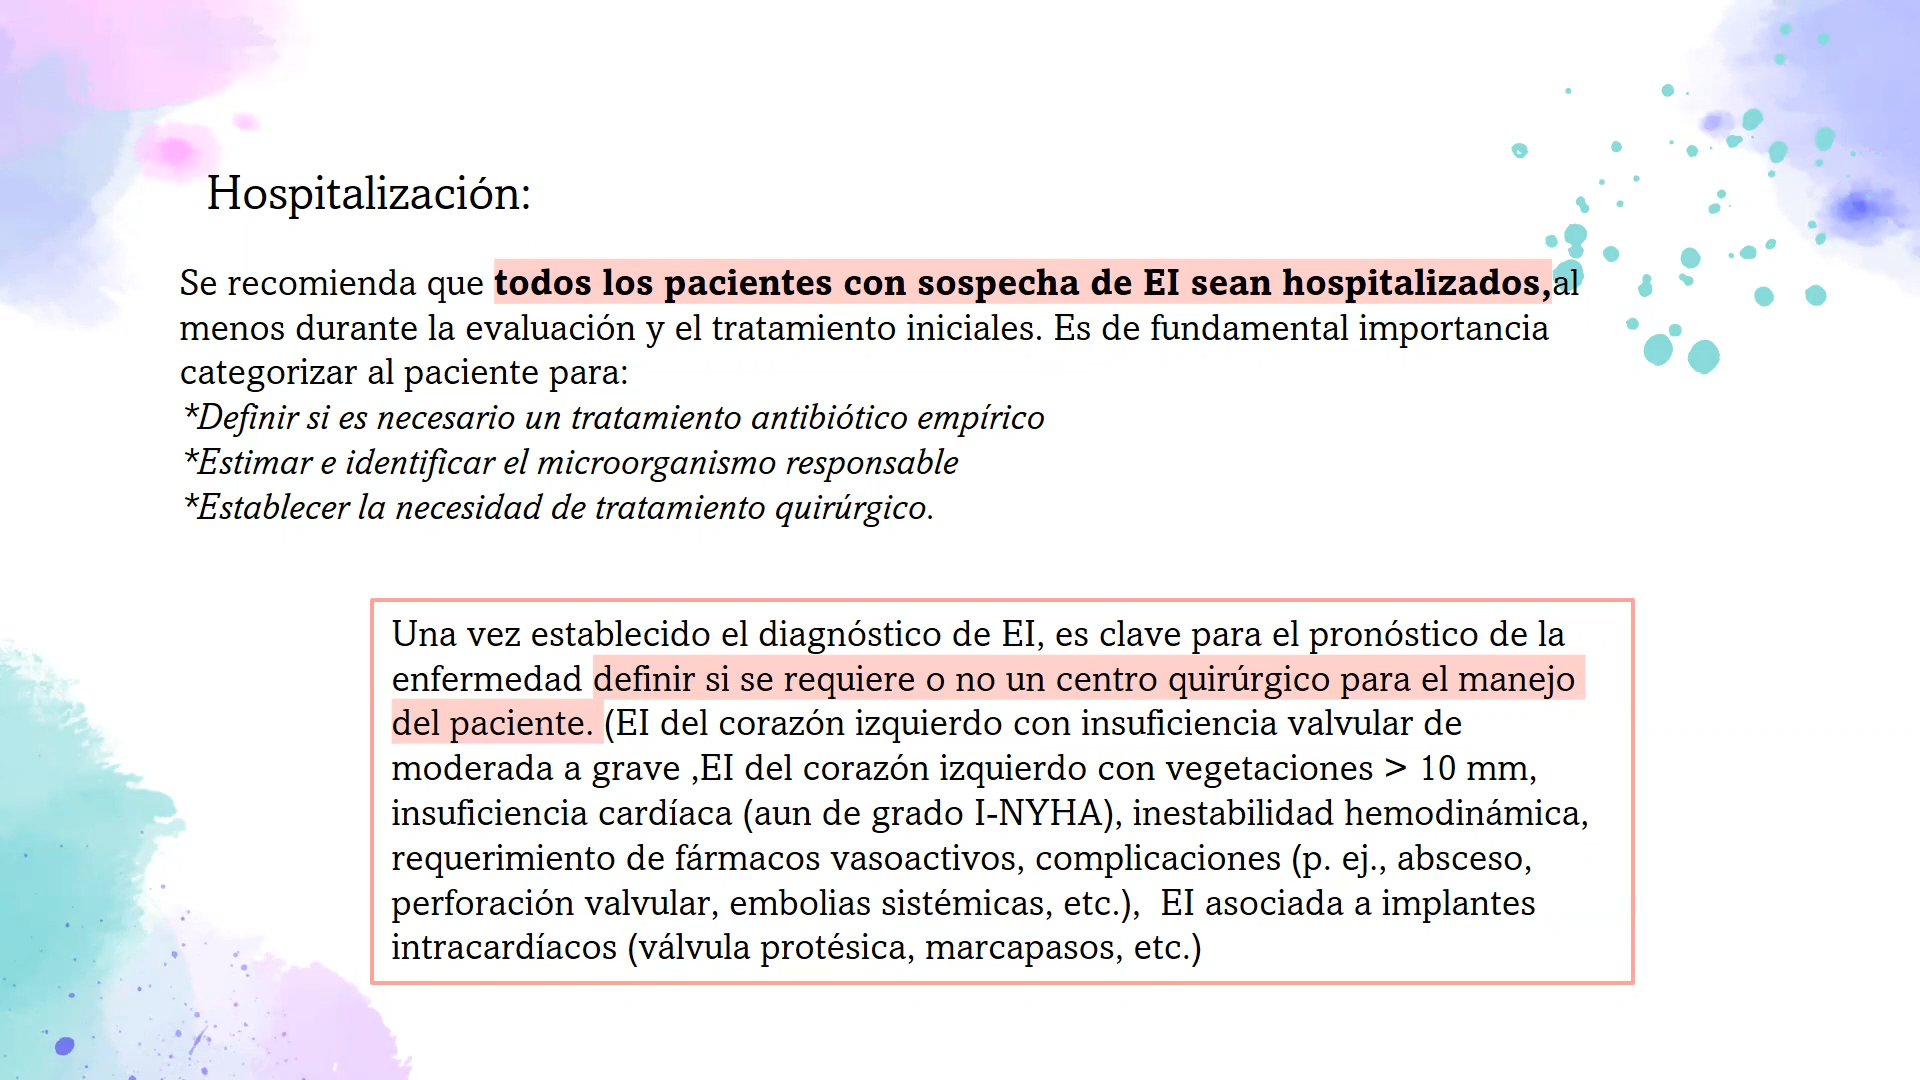 Hospitalización:
Se recomienda que todos los pacientes con sospecha de EI sean hospitalizados,al
menos durante la evaluación y el tratamiento iniciales. Es de fundamental importancia
categorizar al paciente para:
*Definir si es necesario un tratamiento antibiótico empírico
*Estimar e identificar el microorganismo responsable
*Establecer la necesidad de tratamiento quirúrgico.
Una vez establecido el diagnóstico de EI, es clave para el pronóstico de la
enfermedad definir si se requiere o no un centro quirúrgico para el manejo
del paciente. (EI del corazón izquierdo con insuficiencia valvular de
moderada a grave ,EI del corazón izquierdo con vegetaciones > 10 mm,
insuficiencia cardíaca (aun de grado I-NYHA), inestabilidad hemodinámica,
requerimiento de fármacos vasoactivos, complicaciones (p. ej., absceso,
perforación valvular, embolias sistémicas, etc.),  EI asociada a implantes
intracardíacos (válvula protésica, marcapasos, etc.)